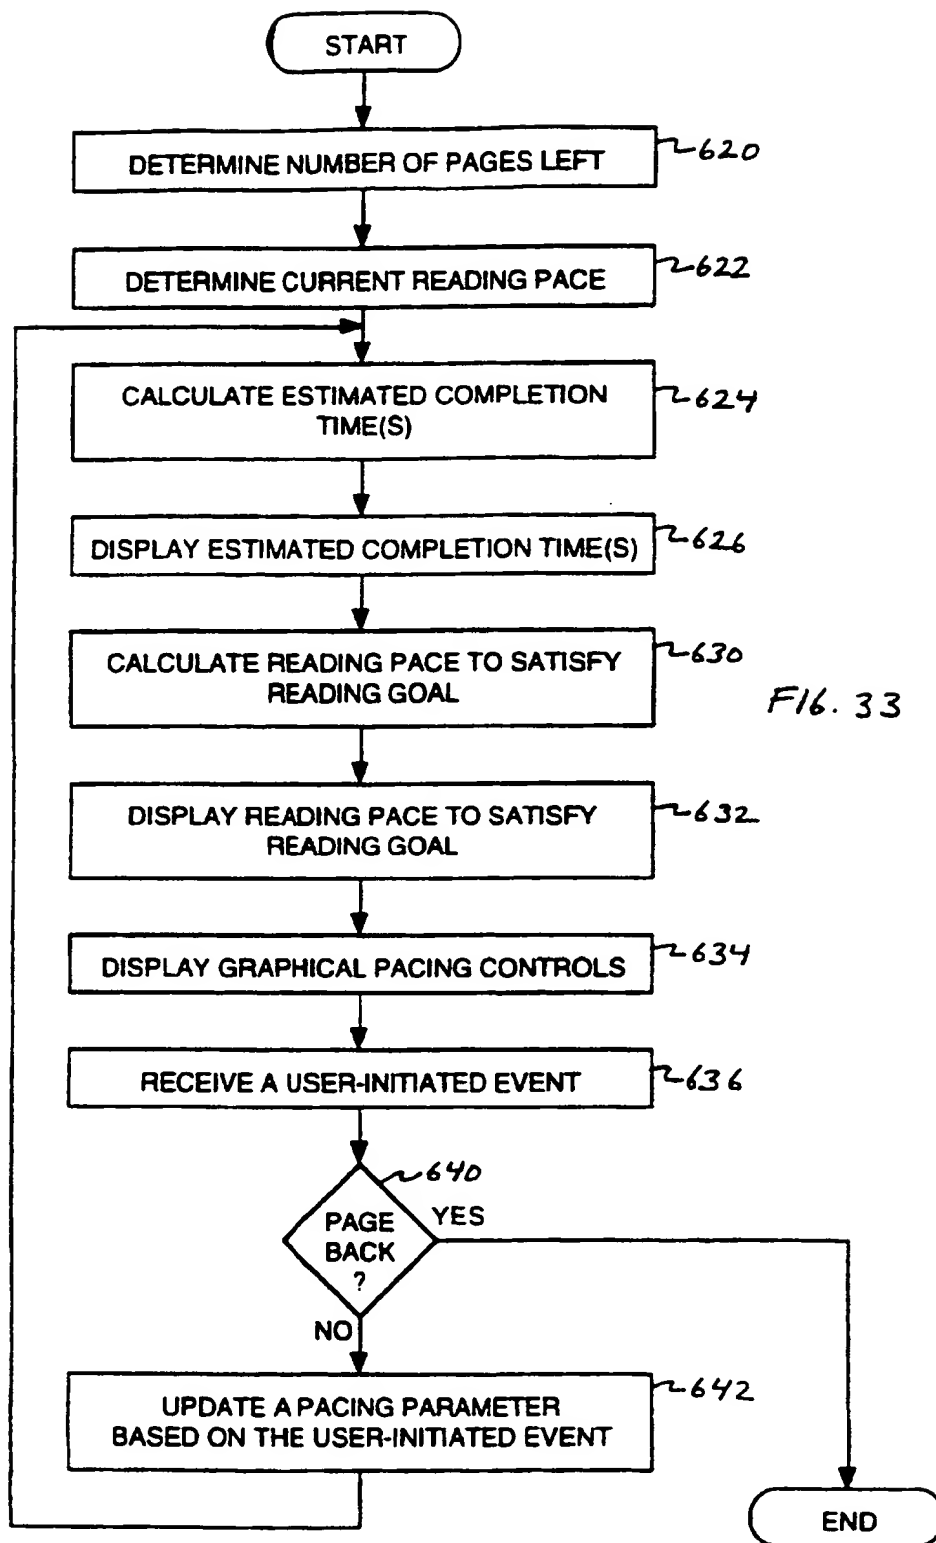 START
DETERMINE NUMBER OF PAGES LEFT
620
DETERMINE CURRENT READING PACE
622
CALCULATE ESTIMATED COMPLETION
TIME(S)
624
DISPLAY ESTIMATED COMPLETION TIME(S)
626
CALCULATE READING PACE TO SATISFY
READING GOAL
630
FIG. 33
DISPLAY READING PACE TO SATISFY
READING GOAL
632
DISPLAY GRAPHICAL PACING CONTROLS
634
RECEIVE A USER-INITIATED EVENT
636
640
PAGE
BACK
?
YES
NO
UPDATE A PACING PARAMETER
BASED ON THE USER-INITIATED EVENT
642
END